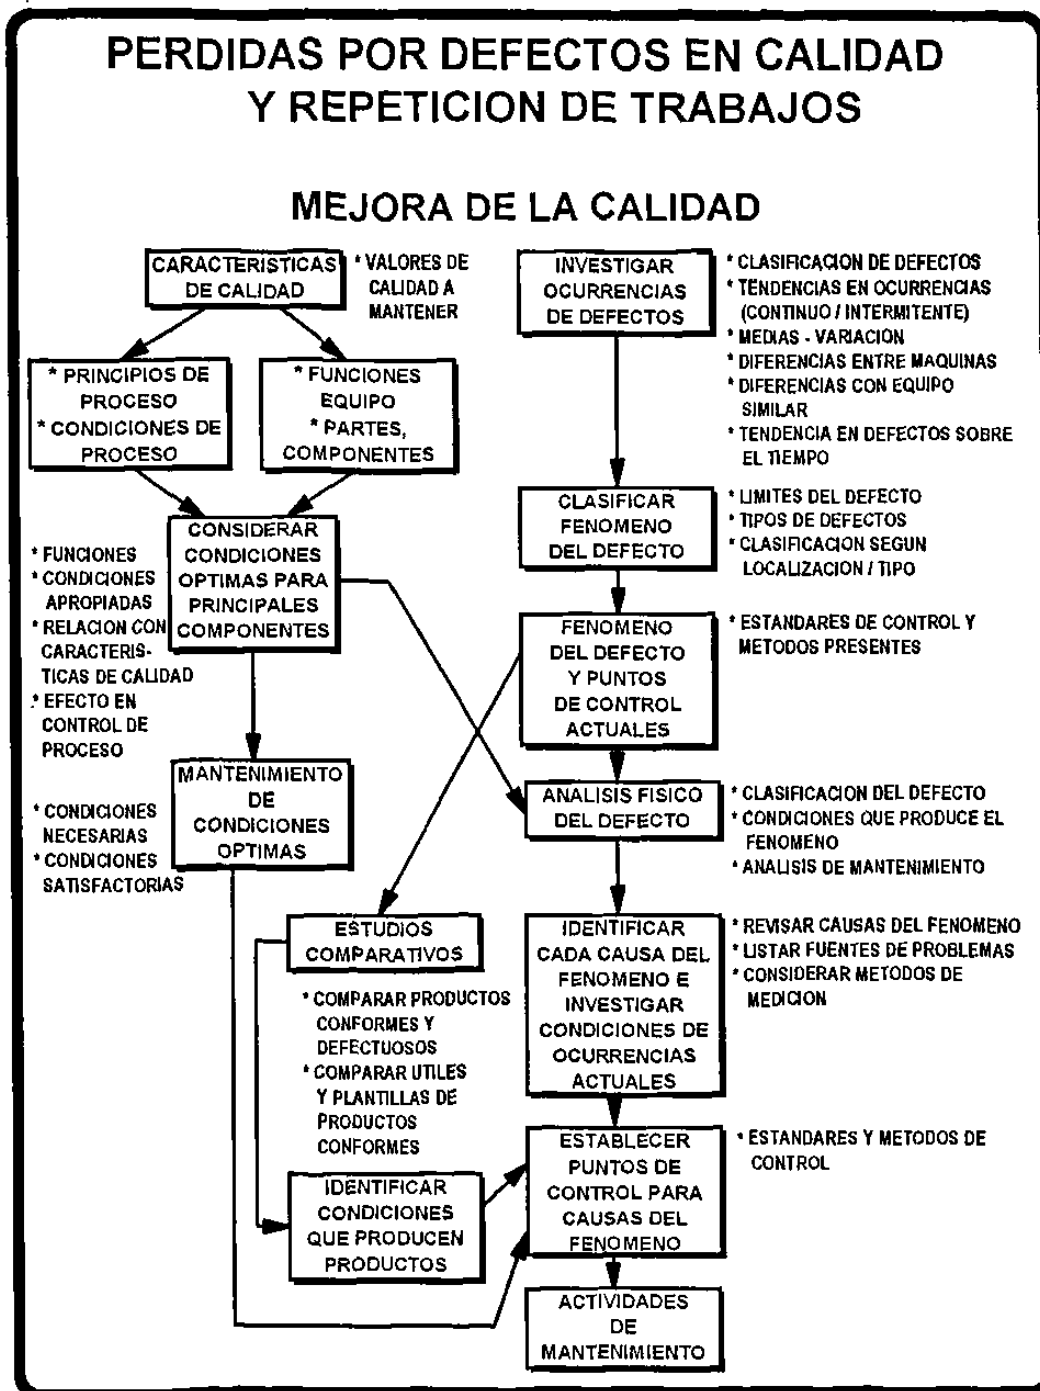 PERDIDAS POR DEFECTOS EN CALIDAD
Y REPETICION DE TRABAJOS
MEJORA DE LA CALIDAD
CARACTERISTICAS
DE CALIDAD
* VALORES DE
CALIDAD A
MANTENER
* PRINCIPIOS DE
PROCESO
* CONDICIONES DE
PROCESO
* FUNCIONES
EQUIPO
* PARTES,
COMPONENTES
CONSIDERAR
CONDICIONES
OPTIMAS PARA
PRINCIPALES
COMPONENTES
* FUNCIONES
* CONDICIONES
APROPIADAS
* RELACION CON
CARACTERIS-
TICAS DE CALIDAD
* EFECTO EN
CONTROL DE
PROCESO
MANTENIMIENTO
DE
CONDICIONES
OPTIMAS
* CONDICIONES
NECESARIAS
* CONDICIONES
SATISFACTORIAS
ESTUDIOS
COMPARATIVOS
* COMPARAR PRODUCTOS
CONFORMES Y
DEFECTUOSOS
* COMPARAR UTILES
Y PLANTILLAS DE
PRODUCTOS
CONFORMES
IDENTIFICAR
CONDICIONES
QUE PRODUCEN
PRODUCTOS
INVESTIGAR
OCURRENCIAS
DE DEFECTOS
* CLASIFICACION DE DEFECTOS
* TENDENCIAS EN OCURRENCIAS
(CONTINUO / INTERMITENTE)
* MEDIAS - VARIACION
* DIFERENCIAS ENTRE MAQUINAS
* DIFERENCIAS CON EQUIPO
SIMILAR
* TENDENCIA EN DEFECTOS SOBRE
EL TIEMPO
CLASIFICAR
FENOMENO
DEL DEFECTO
* LIMITES DEL DEFECTO
* TIPOS DE DEFECTOS
* CLASIFICACION SEGUN
LOCALIZACION / TIPO
FENOMENO
DEL DEFECTO
Y PUNTOS
DE CONTROL
ACTUALES
* ESTANDARES DE CONTROL Y
METODOS PRESENTES
ANALISIS FISICO
DEL DEFECTO
* CLASIFICACION DEL DEFECTO
* CONDICIONES QUE PRODUCE EL
FENOMENO
* ANALISIS DE MANTENIMIENTO
IDENTIFICAR
CADA CAUSA DEL
FENOMENO E
INVESTIGAR
CONDICIONES DE
OCURRENCIAS
ACTUALES
* REVISAR CAUSAS DEL FENOMENO
* LISTAR FUENTES DE PROBLEMAS
* CONSIDERAR METODOS DE
MEDICION
ESTABLECER
PUNTOS DE
CONTROL PARA
CAUSAS DEL
FENOMENO
* ESTANDARES Y METODOS DE
CONTROL
ACTIVIDADES
DE
MANTENIMIENTO